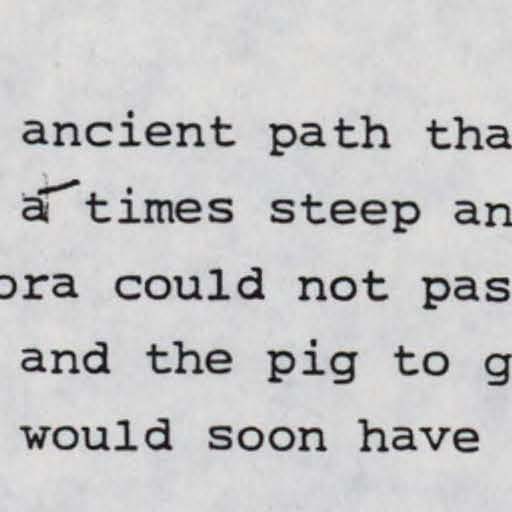 ancient path tha
a times steep an
ora could not pas
and the pig to g
would soon have